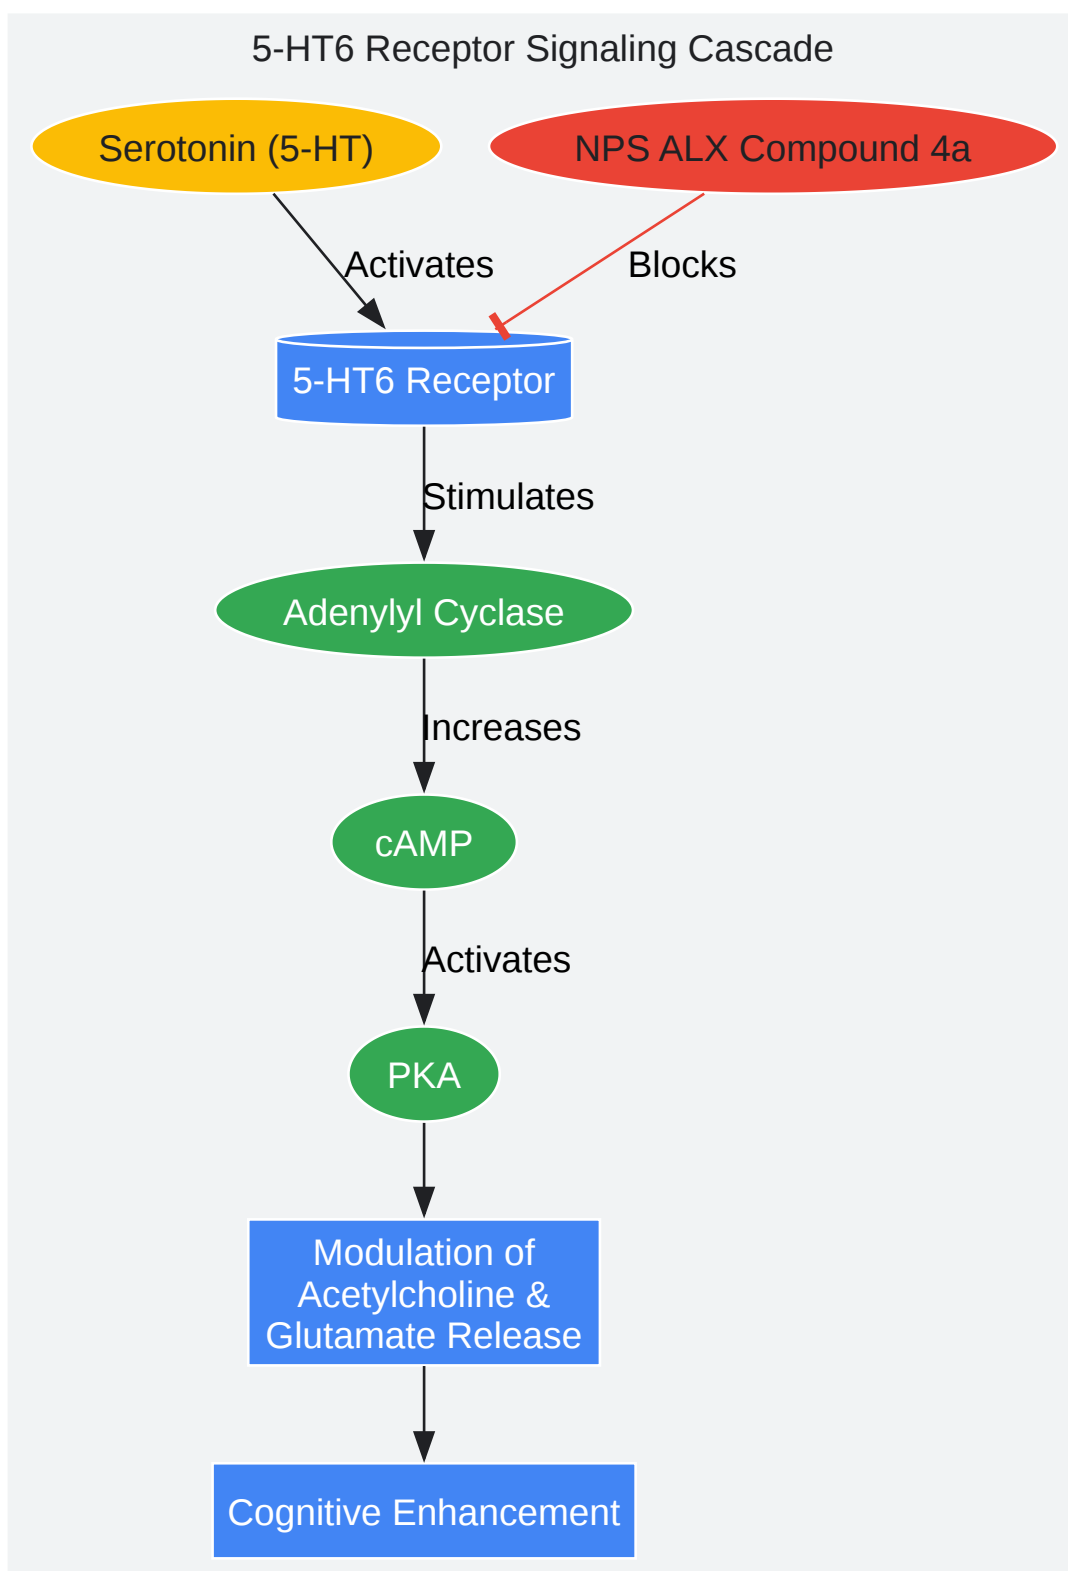 5-HT6 Receptor Signaling Cascade
Serotonin (5-HT)
NPS ALX Compound 4a
Activates
Blocks
5-HT6 Receptor
Stimulates
Adenylyl Cyclase
Increases
cAMP
Activates
PKA
Modulation of
Acetylcholine &
Glutamate Release
Cognitive Enhancement